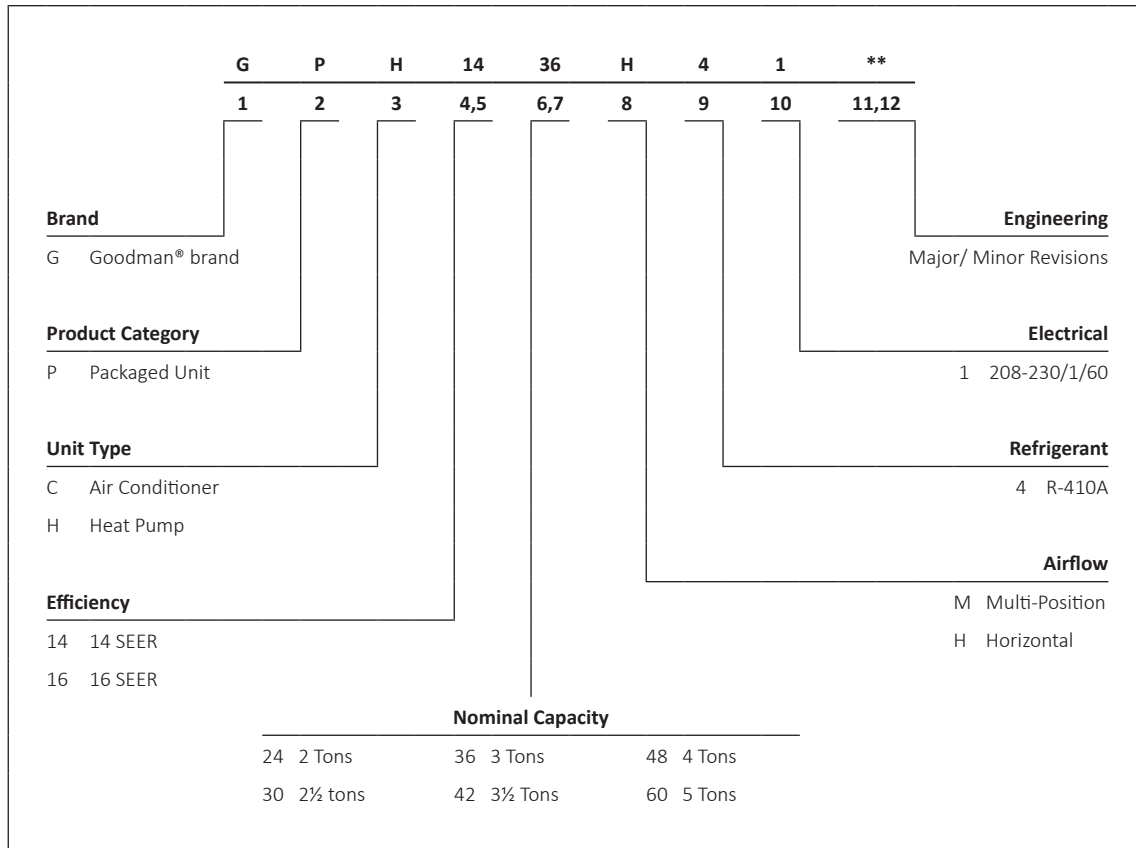 G P H 14 36 H 4 1 **
1 2 3 4,5 6,7 8 9 10 11,12
Brand
G Goodman® brand
Engineering
Major/ Minor Revisions
Product Category
P Packaged Unit
Electrical
1 208-230/1/60
Unit Type
C Air Conditioner
H Heat Pump
Refrigerant
4 R-410A
Airflow
M Multi-Position
H Horizontal
Efficiency
14 14 SEER
16 16 SEER
Nominal Capacity
24 2 Tons 36 3 Tons 48 4 Tons
30 2½ tons 42 3½ Tons 60 5 Tons